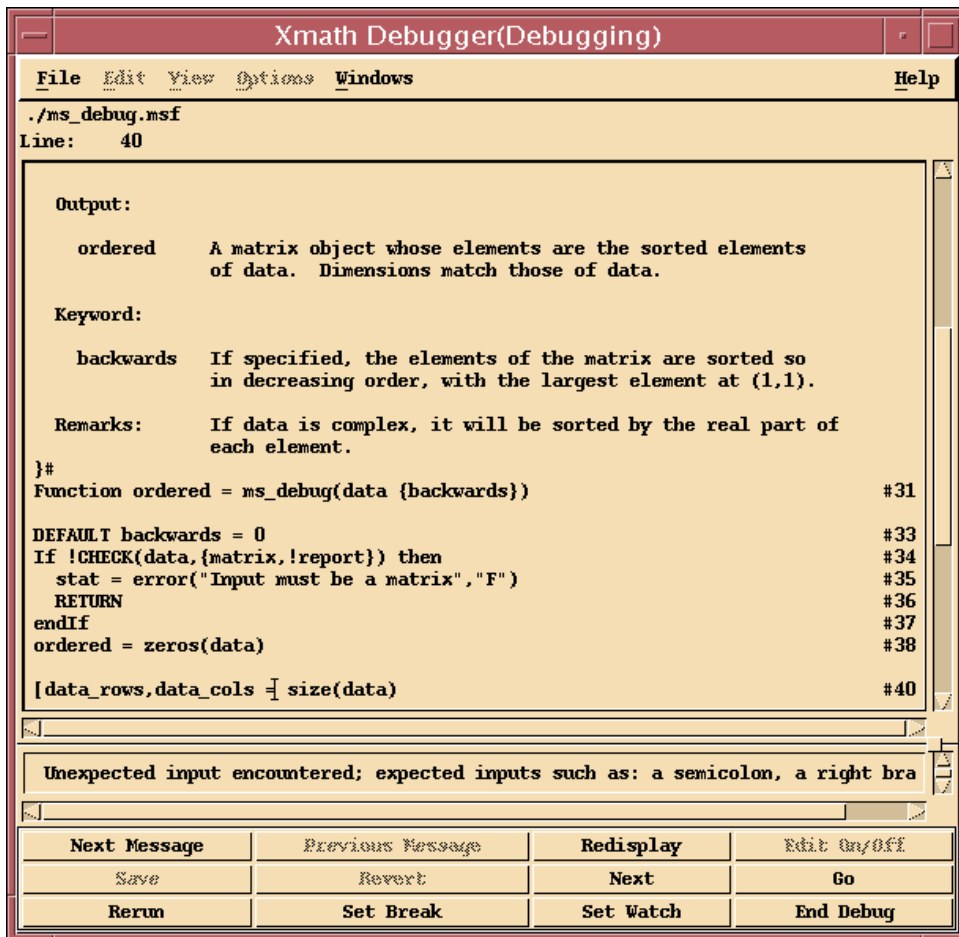 Xmath Debugger(Debugging)
File Edit View Options Windows Help
./ms_debug.msf
Line: 40
Output:
ordered A matrix object whose elements are the sorted elements
of data. Dimensions match those of data.
Keyword:
backwards If specified, the elements of the matrix are sorted so
in decreasing order, with the largest element at (1,1).
Remarks: If data is complex, it will be sorted by the real part of
each element.
}#
Function ordered = ms_debug(data {backwards}) #31
DEFAULT backwards = 0 #33
If !CHECK(data,{matrix,!report}) then #34
stat = error("Input must be a matrix","F") #35
RETURN #36
endIf #37
ordered = zeros(data) #38
[data_rows,data_cols = size(data) #40
Unexpected input encountered; expected inputs such as: a semicolon, a right bra
Next Message Previous Message Redisplay Edit On/Off
Save Revert Next Go
Rerun Set Break Set Watch End Debug